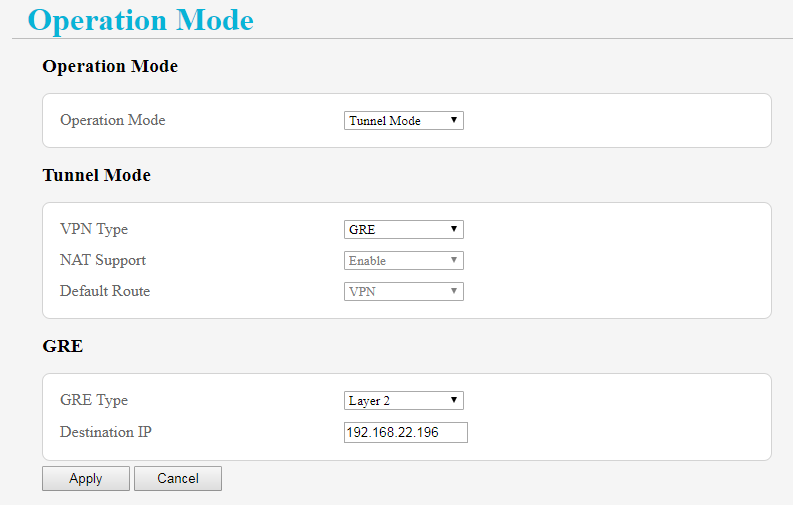 Operation Mode
Operation Mode
Operation Mode Tunnel Mode
Tunnel Mode
VPN Type GRE
NAT Support Enable
Default Route VPN
GRE
GRE Type Layer 2
Destination IP 192.168.22.196
Apply Cancel